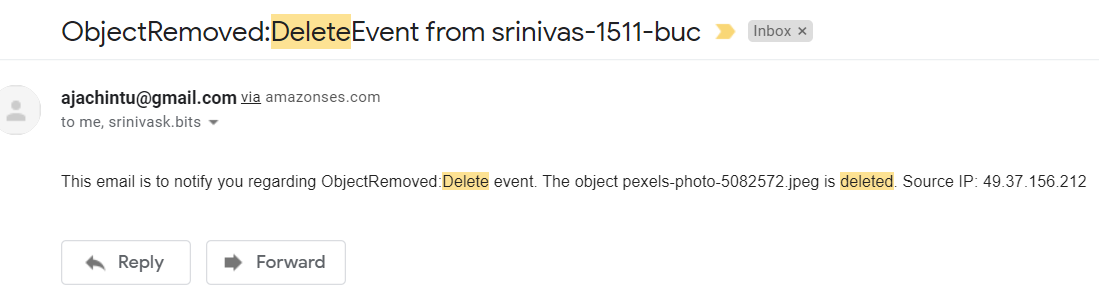 ObjectRemoved:DeleteEvent from srinivas-1511-buc Inbox ×
ajachintu@gmail.com via amazonses.com
to me, srinivask.bits
This email is to notify you regarding ObjectRemoved:Delete event. The object pexels-photo-5082572.jpeg is deleted. Source IP: 49.37.156.212
Reply Forward